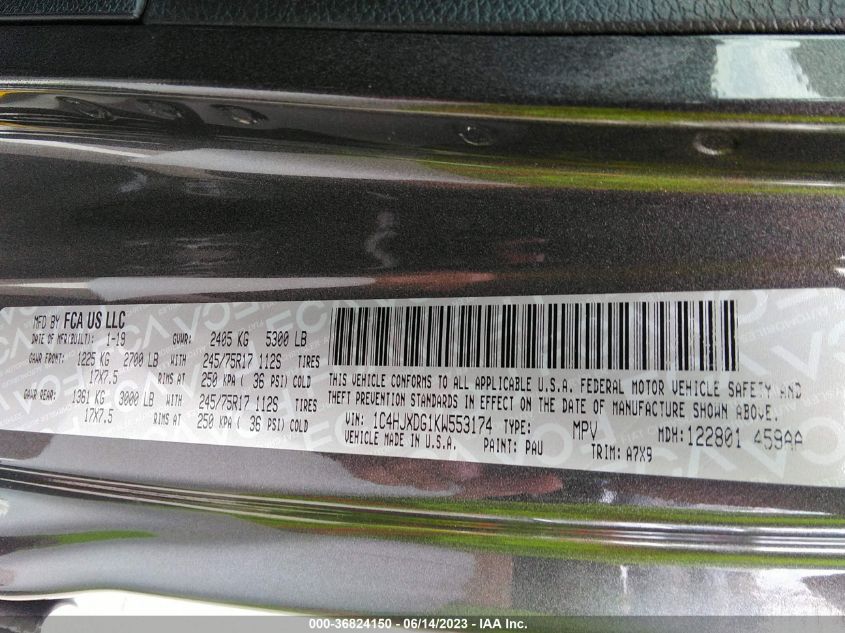 MFD BY FCA US LLC
DATE OF MFR(BUILT): 1-19 GVWR: 2405 KG 5300 LB
GAWR FRONT: 1225 KG 2700 LB WITH 245/75R17 112S TIRES
17X7.5 RIMS AT 250 KPA ( 36 PSI) COLD
GAWR REAR: 1361 KG 3000 LB WITH 245/75R17 112S TIRES
17X7.5 RIMS AT 250 KPA ( 36 PSI) COLD
THIS VEHICLE CONFORMS TO ALL APPLICABLE U.S.A. FEDERAL MOTOR VEHICLE SAFETY AND
THEFT PREVENTION STANDARDS IN EFFECT ON THE DATE OF MANUFACTURE SHOWN ABOVE.
VIN: 1C4HJXDG1KW553174 TYPE: MPV MDH: 122801 459AA
VEHICLE MADE IN U.S.A. PAINT: PAU TRIM: A7X9
000-36824150 - 06/14/2023 - IAA Inc.